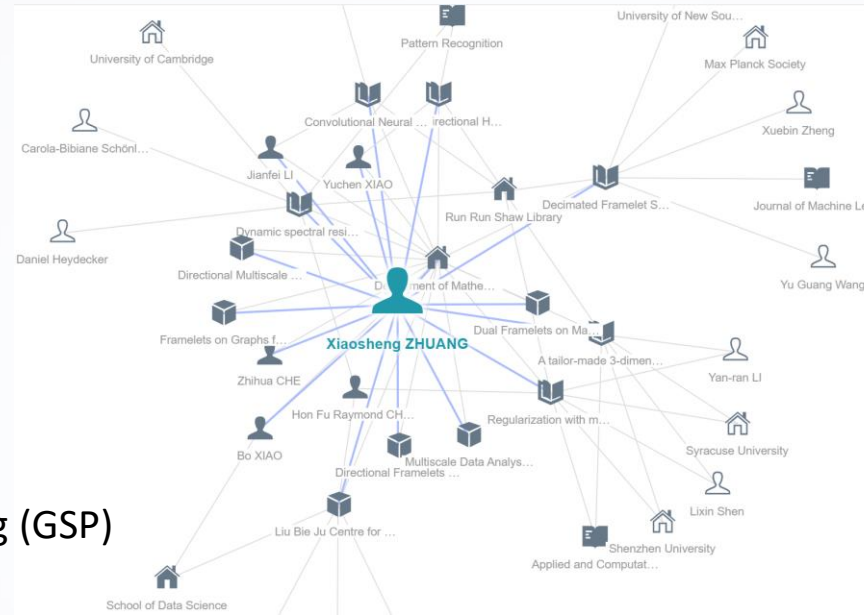 University of New Sou…
Pattern Recognition
University of Cambridge
Max Planck Society
Convolutional Neural …
irectional H…
Xuebin Zheng
Carola-Bibiane Schönl…
Jianfei LI
Yuchen XIAO
Run Run Shaw Library
Decimated Framelet S…
Journal of Machine Le
Dynamic spectral resi…
Daniel Heydecker
Directional Multiscale …
D
ment of Mathe…
Yu Guang Wang
Framelets on Graphs f…
Dual Framelets on Ma…
Xiaosheng ZHUANG
A tailor-made 3-dimen…
Zhihua CHE
Yan-ran LI
Hon Fu Raymond CH…
Regularization with m…
Bo XIAO
Multiscale Data Analys…
Syracuse University
Directional Framelets …
Lixin Shen
g (GSP)
Liu Bie Ju Centre for …
Shenzhen University
Applied and Computat…
School of Data Science